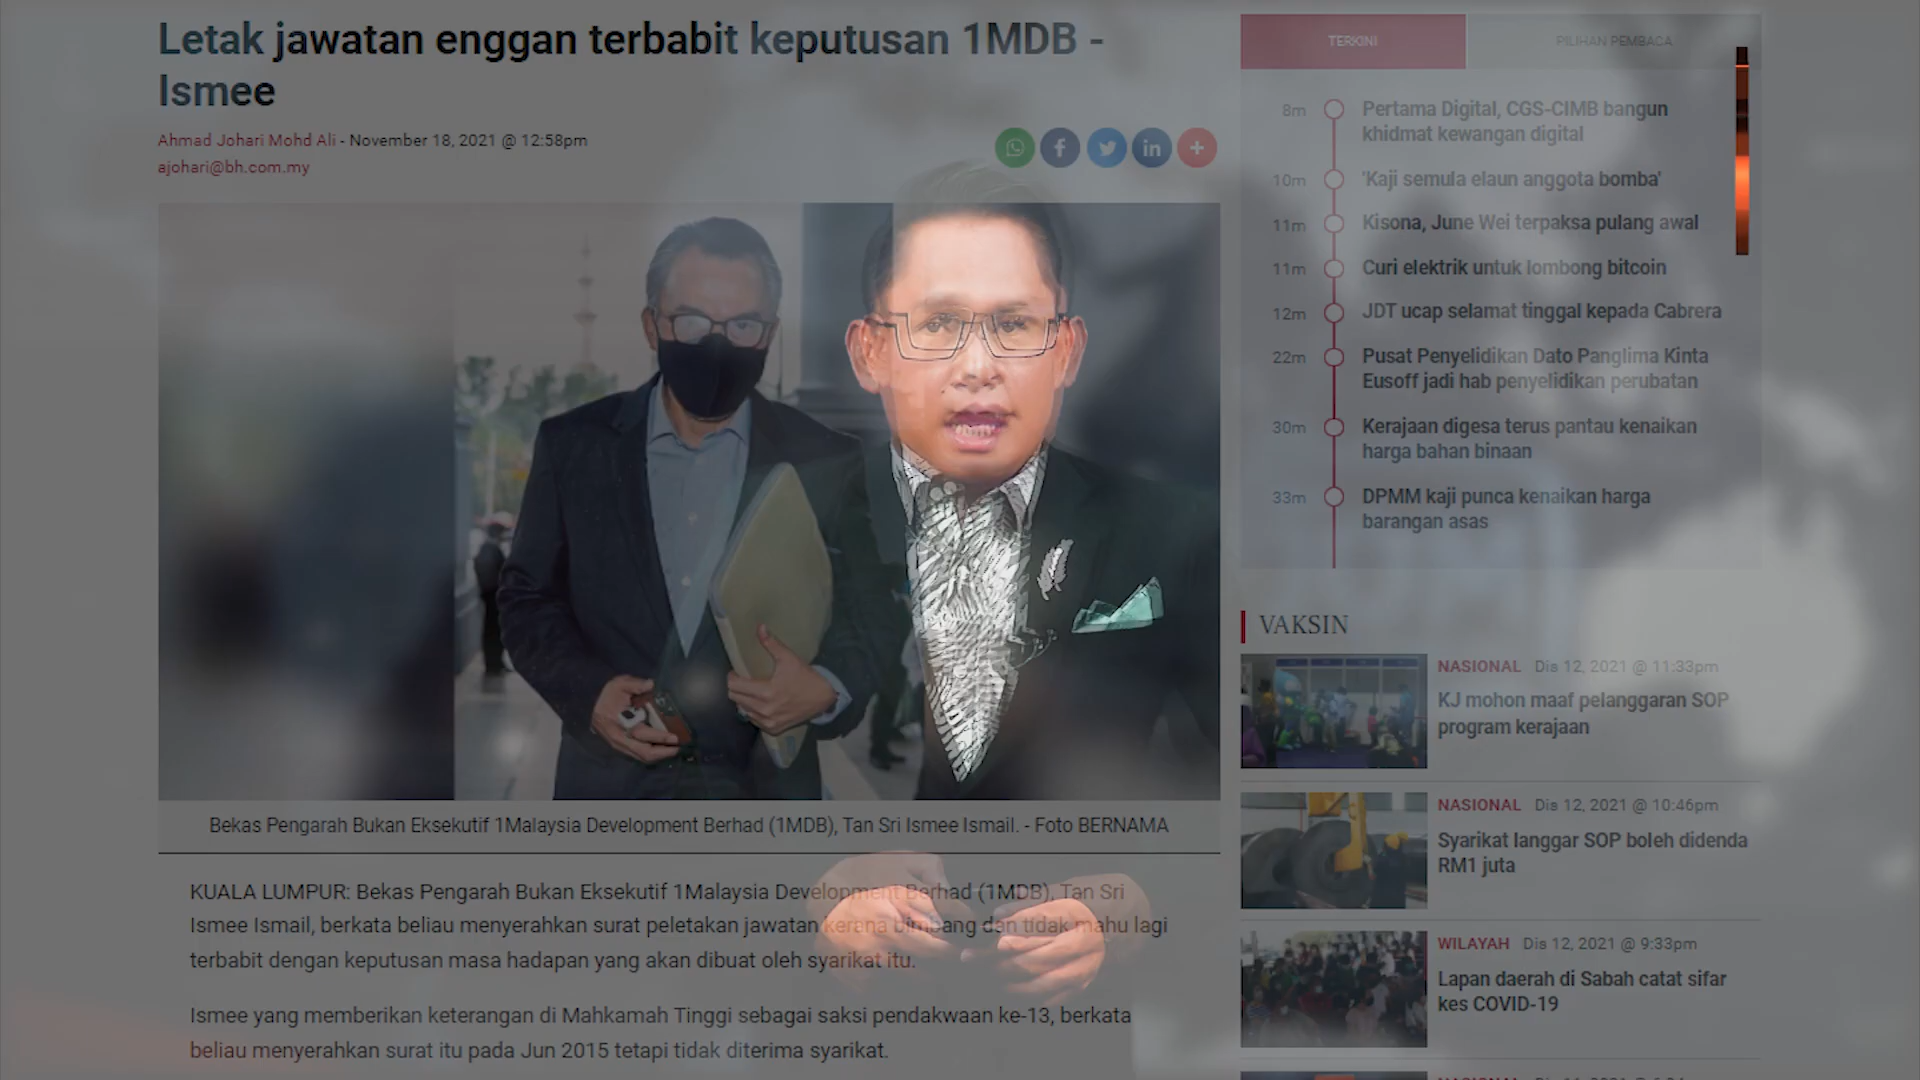 Letak jawatan enggan terbabit keputusan 1MDB -
Ismee
Ahmad Johari Mohd Ali - November 18, 2021 @ 12:58pm
ajohari@bh.com.my
Bekas Pengarah Bukan Eksekutif 1Malaysia Development Berhad (1MDB), Tan Sri Ismee Ismail. - Foto BERNAMA
KUALA LUMPUR: Bekas Pengarah Bukan Eksekutif 1Malaysia Development Berhad (1MDB), Tan Sri
Ismee Ismail, berkata beliau menyerahkan surat peletakan jawatan kerana bimbang dan tidak mahu lagi
terbabit dengan keputusan masa hadapan yang akan dibuat oleh syarikat itu.
Ismee yang memberikan keterangan di Mahkamah Tinggi sebagai saksi pendakwaan ke-13, berkata
beliau menyerahkan surat itu pada Jun 2015 tetapi tidak diterima syarikat.
TERKINI
PILIHAN PEMBACA
8m Pertama Digital, CGS-CIMB bangun
khidmat kewangan digital
10m 'Kaji semula elaun anggota bomba'
11m Kisona, June Wei terpaksa pulang awal
11m Curi elektrik untuk lombong bitcoin
12m JDT ucap selamat tinggal kepada Cabrera
22m Pusat Penyelidikan Dato Panglima Kinta
Eusoff jadi hab penyelidikan perubatan
30m Kerajaan digesa terus pantau kenaikan
harga bahan binaan
33m DPMM kaji punca kenaikan harga
barangan asas
VAKSIN
NASIONAL Dis 12, 2021 @ 11:33pm
KJ mohon maaf pelanggaran SOP
program kerajaan
NASIONAL Dis 12, 2021 @ 10:46pm
Syarikat langgar SOP boleh didenda
RM1 juta
WILAYAH Dis 12, 2021 @ 9:33pm
Lapan daerah di Sabah catat sifar
kes COVID-19